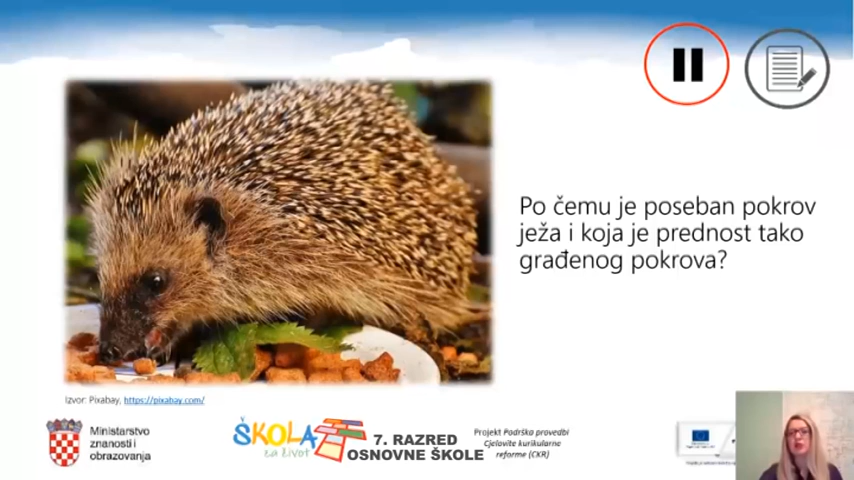 Po čemu je poseban pokrov
ježa i koja je prednost tako
građenog pokrova?
Izvor: Pixabay, https://pixabay.com/
Ministarstvo
znanosti i
obrazovanja
ŠKOLA
za život
7. RAZRED
OSNOVNE ŠKOLE
Projekt Podrška provedbi
Cjelovite kurikularne
reforme (CKR)